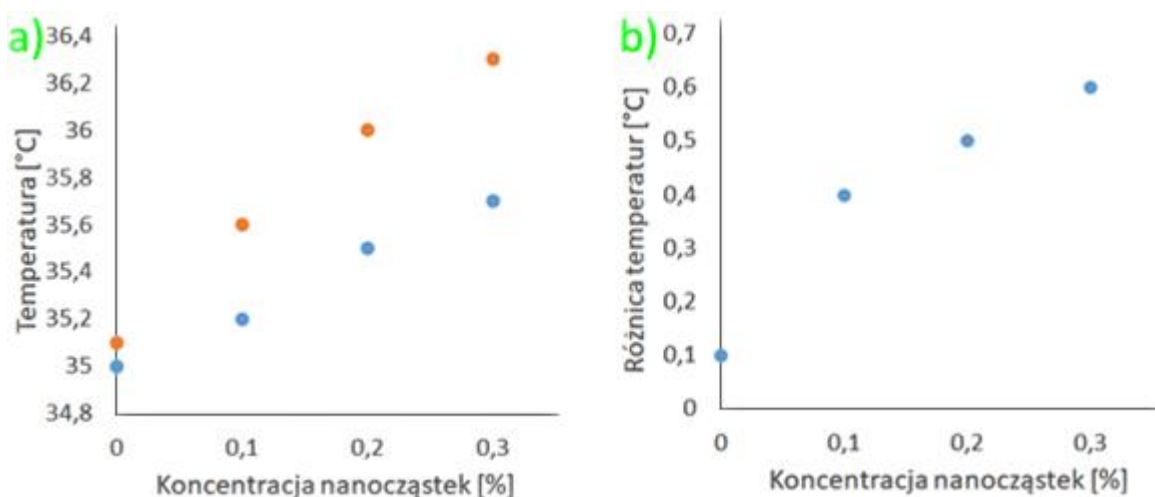 a)
Temperatura [°C]
36,4
36,2
36
35,8
35,6
35,4
35,2
35
34,8
0 0,1 0,2 0,3
Koncentracja nanocząstek [%]
b)
Różnica temperatur [°C]
0,7
0,6
0,5
0,4
0,3
0,2
0,1
0
0 0,1 0,2 0,3
Koncentracja nanocząstek [%]